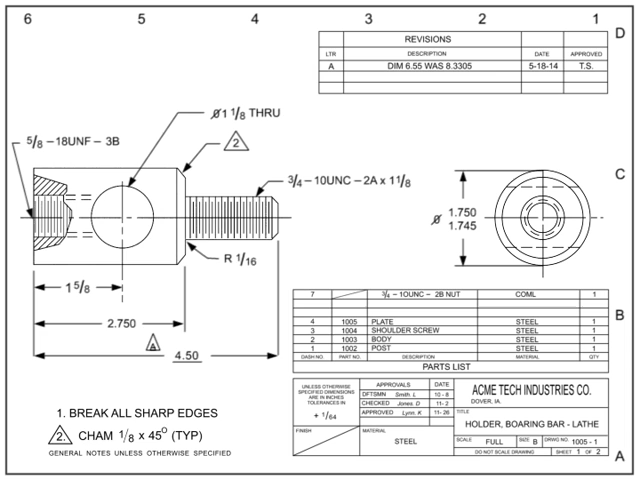 6 5 4 3 2 1
D
REVISIONS
LTR DESCRIPTION DATE APPROVED
A DIM 6.55 WAS 8.3305 5-18-14 T.S.
Ø1 1/8 THRU
2
5/8 – 18UNF – 3B
3/4 – 10UNC – 2A x 11/8
C
Ø 1.750
1.745
R 1/16
1 5/8
2.750
A
4.50
7 3/4 – 1OUNC – 2B NUT COML 1
B
4 1005 PLATE STEEL 1
3 1004 SHOULDER SCREW STEEL 1
2 1003 BODY STEEL 1
1 1002 POST STEEL 1
DASH NO. PART NO. DESCRIPTION MATERIAL QTY
PARTS LIST
UNLESS OTHERWISE
SPECIFIED DIMENSIONS
ARE IN INCHES
TOLERANCES IN
+ 1/64
APPROVALS DATE
DFTSMN Smith. L 10 - 8
CHECKED Jones. D 11- 2
APPROVED Lynn. K 11- 26
ACME TECH INDUSTRIES CO.
DOVER, IA.
TITLE
HOLDER, BOARING BAR - LATHE
FINISH MATERIAL
STEEL
SCALE FULL SIZE B DRWG NO. 1005 - 1
DO NOT SCALE DRAWING SHEET 1 OF 2
A
1. BREAK ALL SHARP EDGES
2. CHAM 1/8 x 45° (TYP)
GENERAL NOTES UNLESS OTHERWISE SPECIFIED